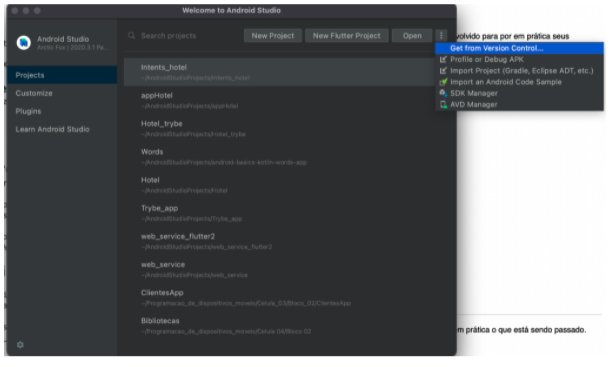 Welcome to Android Studio
Android Studio
Arctic Fox | 2020.3.1 Pa...
Search projects
New Project
New Flutter Project
Open
volvido para por em prática seus
Get from Version Control...
Profile or Debug APK
Import Project (Gradle, Eclipse ADT, etc.)
Import an Android Code Sample
SDK Manager
AVD Manager
Projects
Customize
Plugins
Learn Android Studio
Intents_hotel
~/AndroidStudioProjects/Intents_hotel
appHotel
~/AndroidStudioProjects/appHotel
Hotel_trybe
~/AndroidStudioProjects/Hotel_trybe
Words
~/AndroidStudioProjects/android-basics-kotlin-words-app
Hotel
~/AndroidStudioProjects/Hotel
Trybe_app
~/AndroidStudioProjects/Trybe_app
web_service_flutter2
~/AndroidStudioProjects/web_service_flutter2
web_service
~/AndroidStudioProjects/web_service
ClientesApp
~/Programacao_de_dispositivos_moveis/Celula_03/Bloco_02/ClientesApp
Bibliotecas
~/Programacao_de_dispositivos_moveis/Celula 04/Bloco 02
m prática o que está sendo passado.